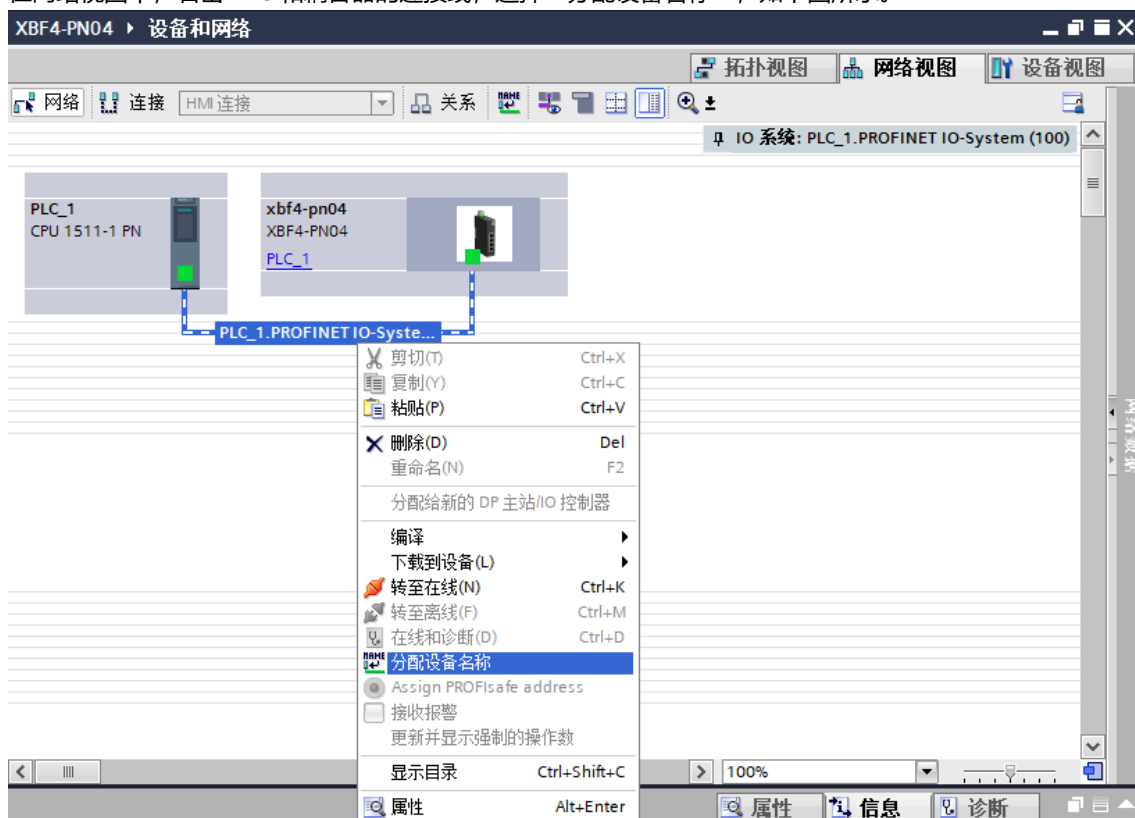 XBF4-PN04 ▸ 设备和网络
拓扑视图 网络视图 设备视图
网络 连接 HMI 连接 关系
IO 系统: PLC_1.PROFINET IO-System (100)
PLC_1
CPU 1511-1 PN
xbf4-pn04
XBF4-PN04
PLC_1
PLC_1.PROFINET IO-Syste...
剪切(T) Ctrl+X
复制(Y) Ctrl+C
粘贴(P) Ctrl+V
删除(D) Del
重命名(N) F2
分配给新的 DP 主站/IO 控制器
编译
下载到设备(L)
转至在线(N) Ctrl+K
转至离线(F) Ctrl+M
在线和诊断(D) Ctrl+D
分配设备名称
Assign PROFIsafe address
接收报警
更新并显示强制的操作数
显示目录 Ctrl+Shift+C
属性 Alt+Enter
网络数据
100%
属性 信息 诊断